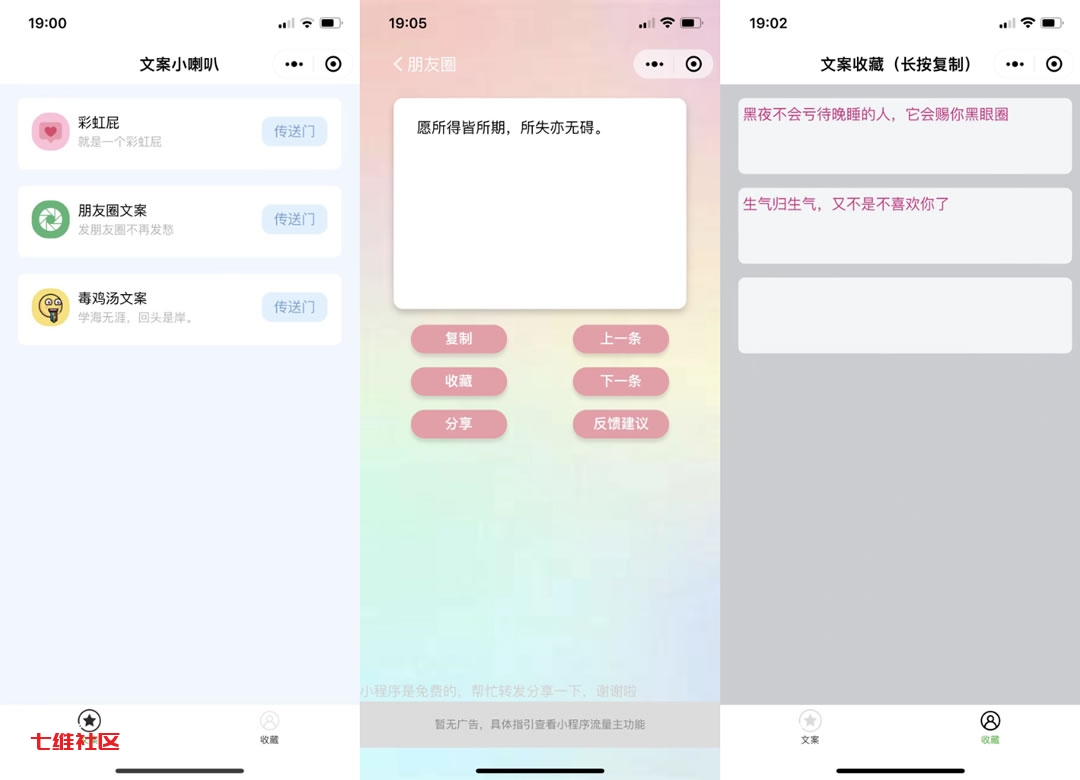 19:00
文案小喇叭
彩虹屁
就是一个彩虹屁
传送门
朋友圈文案
发朋友圈不再发愁
传送门
毒鸡汤文案
学海无涯，回头是岸。
传送门
七维社区
收藏
19:05
朋友圈
愿所得皆所期，所失亦无碍。
复制
上一条
收藏
下一条
分享
反馈建议
小程序是免费的，帮忙转发分享一下，谢谢啦
暂无广告，具体指引查看小程序流量主功能
19:02
文案收藏（长按复制）
黑夜不会亏待晚睡的人，它会赐你黑眼圈
生气归生气，又不是不喜欢你了
文案
收藏